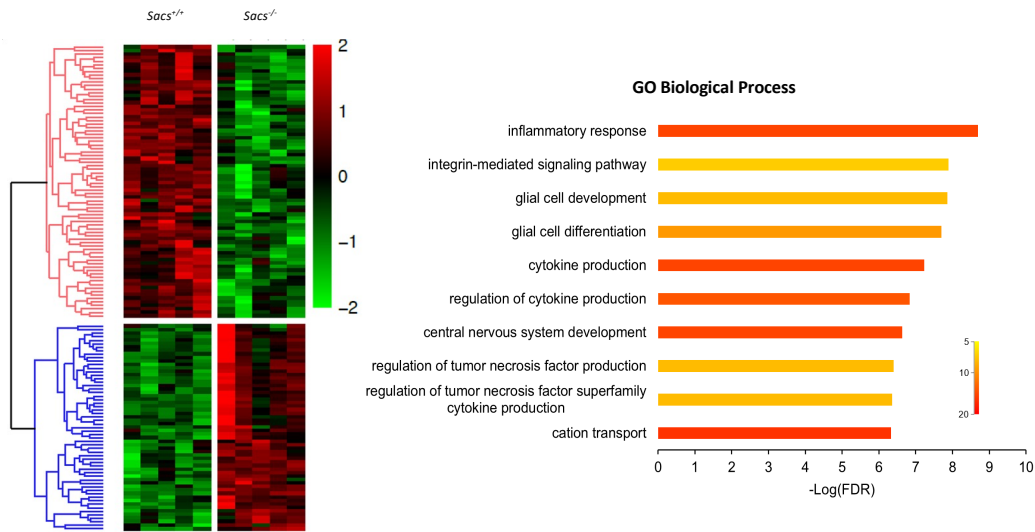 Sacs+/+
Sacs-/-
2
1
0
−1
−2
GO Biological Process
inflammatory response
integrin-mediated signaling pathway
glial cell development
glial cell differentiation
cytokine production
regulation of cytokine production
central nervous system development
regulation of tumor necrosis factor production
regulation of tumor necrosis factor superfamily
cytokine production
cation transport
5
10
20
0 1 2 3 4 5 6 7 8 9 10
-Log(FDR)